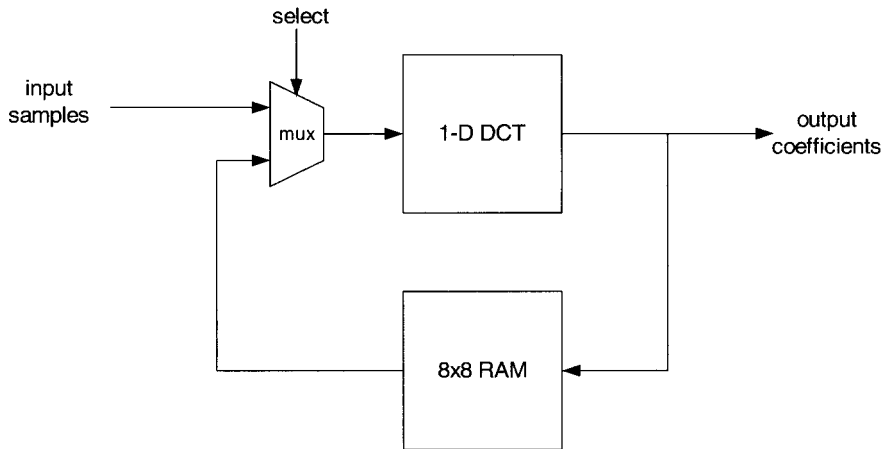 select
input
samples
mux
1-D DCT
output
coefficients
8x8 RAM